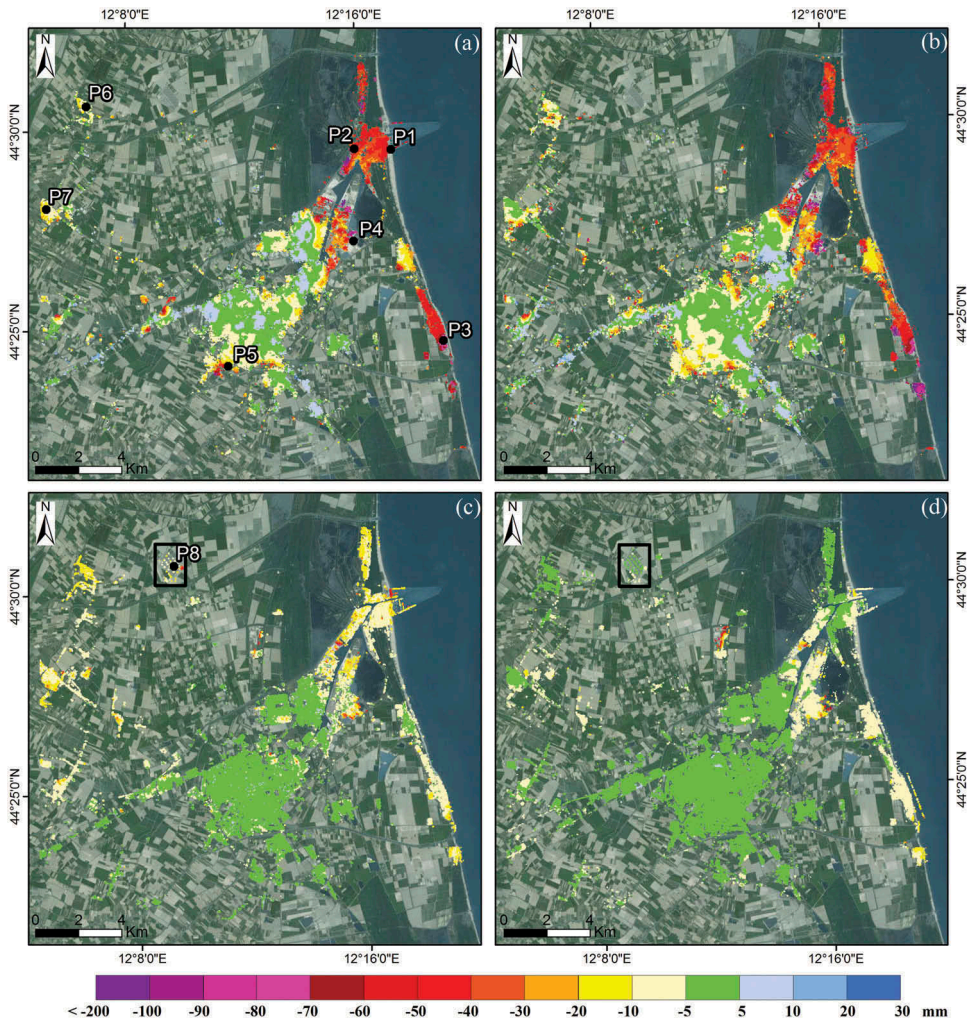 12°8'0"E 12°16'0"E 12°8'0"E 12°16'0"E
N (a) N (b)
P6
44°30'0"N P2 P1 44°30'0"N
P7
P4
44°25'0"N P3 44°25'0"N
P5
0 2 4 Km 0 2 4 Km
N (c) N (d)
P8
44°30'0"N 44°30'0"N
44°25'0"N 44°25'0"N
0 2 4 Km 0 2 4 Km
12°8'0"E 12°16'0"E 12°8'0"E 12°16'0"E
< -200 -100 -90 -80 -70 -60 -50 -40 -30 -20 -10 -5 5 10 20 30 mm